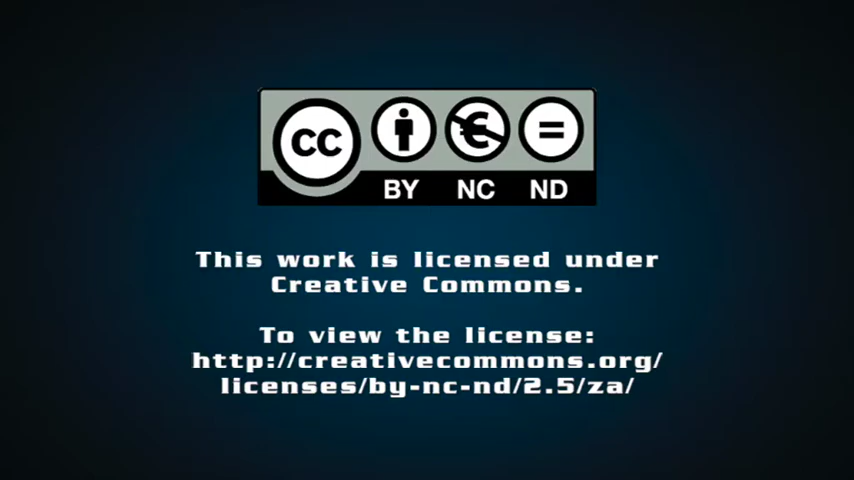 CC
BY NC ND
This work is licensed under
Creative Commons.
To view the license:
http://creativecommons.org/
licenses/by-nc-nd/2.5/za/